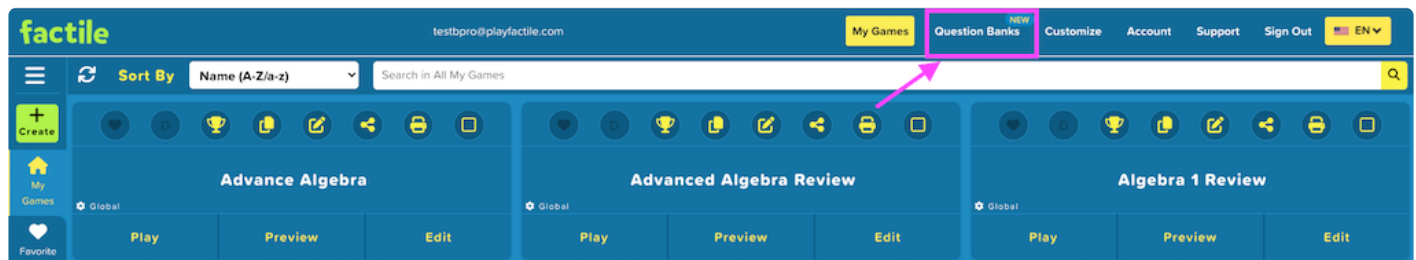 factile
testbpro@playfactile.com
My Games
Question Banks
NEW
Customize
Account
Support
Sign Out
EN
Sort By
Name (A-Z/a-z)
Search in All My Games
+
Create
My
Games
Favorite
D
Advance Algebra
Global
Play Preview Edit
D
Advanced Algebra Review
Global
Play Preview Edit
D
Algebra 1 Review
Global
Play Preview Edit